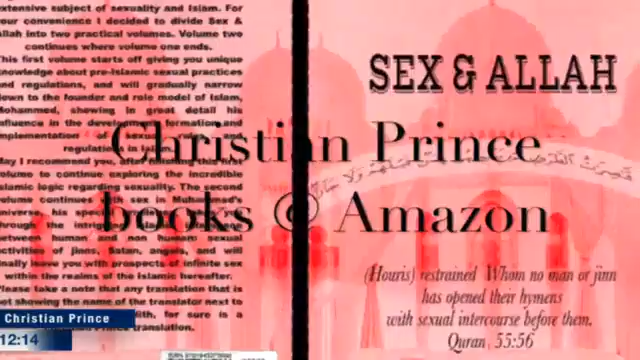 extensive subject of sexuality and Islam. For
your convenience I decided to divide Sex &
Allah into two practical volumes. Volume two
continues where volume one ends.
This first volume starts off giving you unique
knowledge about pre-Islamic sexual practices
and regulations, and will gradually narrow
down to the founder and role model of Islam,
Mohammed, showing in great detail his
influence in the development, formation and
implementation of sexual rules and
regulations in
May I recommend you, after finishing this first
volume to continue exploring the incredible
Islamic logic regarding sexuality. The second
volume continues with sex in Muhammad's
universe, his
through the
between human and non human sexual
activities of jinns, Satan, angels, and will
finally leave you with prospects of infinite sex
within the realms of the Islamic hereafter.
Please take a note that any translation that is
not showing the name of the translator next to
for sure is a
translation.
SEX & ALLAH
Christian Prince
books @ Amazon
(Houris) restrained Whom no man or jinn
has opened their hymens
with sexual intercourse before them.
Quran , 55:56
Christian Prince
12:14